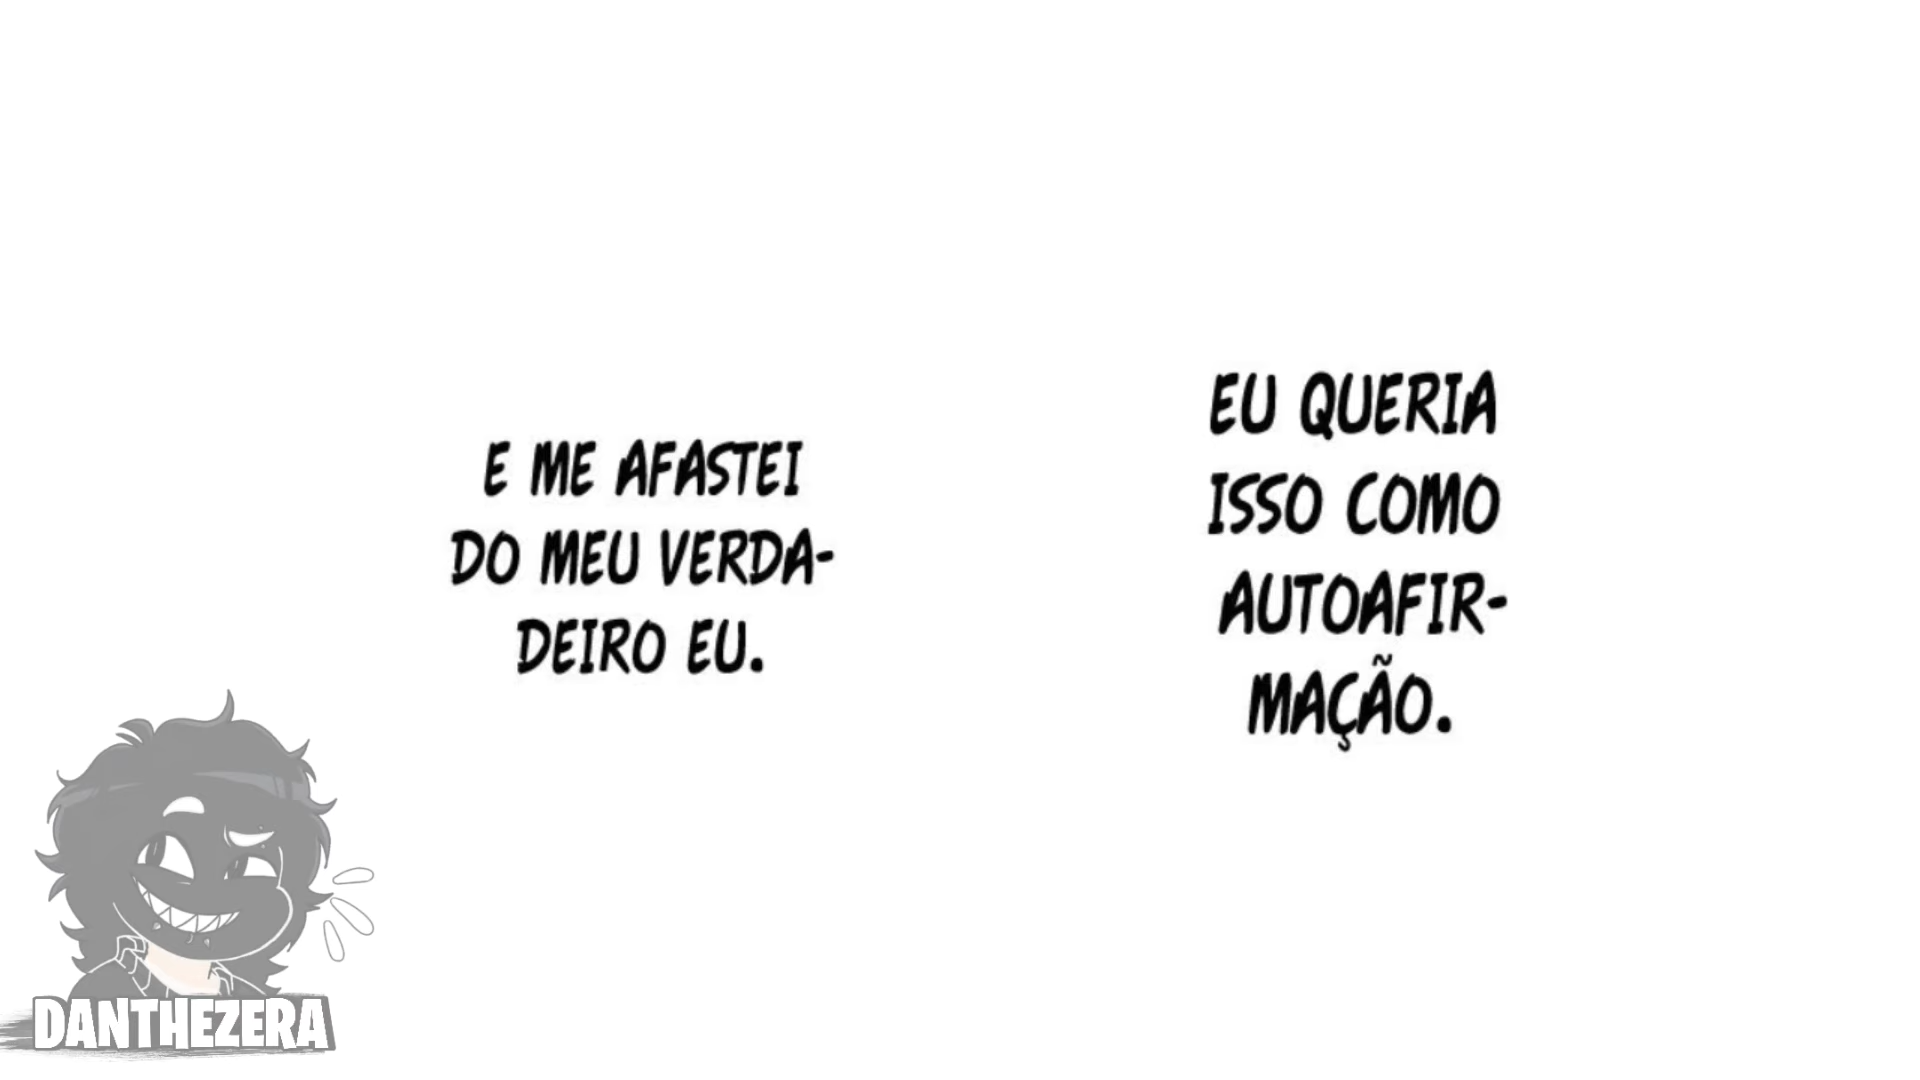 EU QUERIA
ISSO COMO
AUTOAFIR-
MAÇÃO.
E ME AFASTEI
DO MEU VERDA-
DEIRO EU.
DANTHEZERA